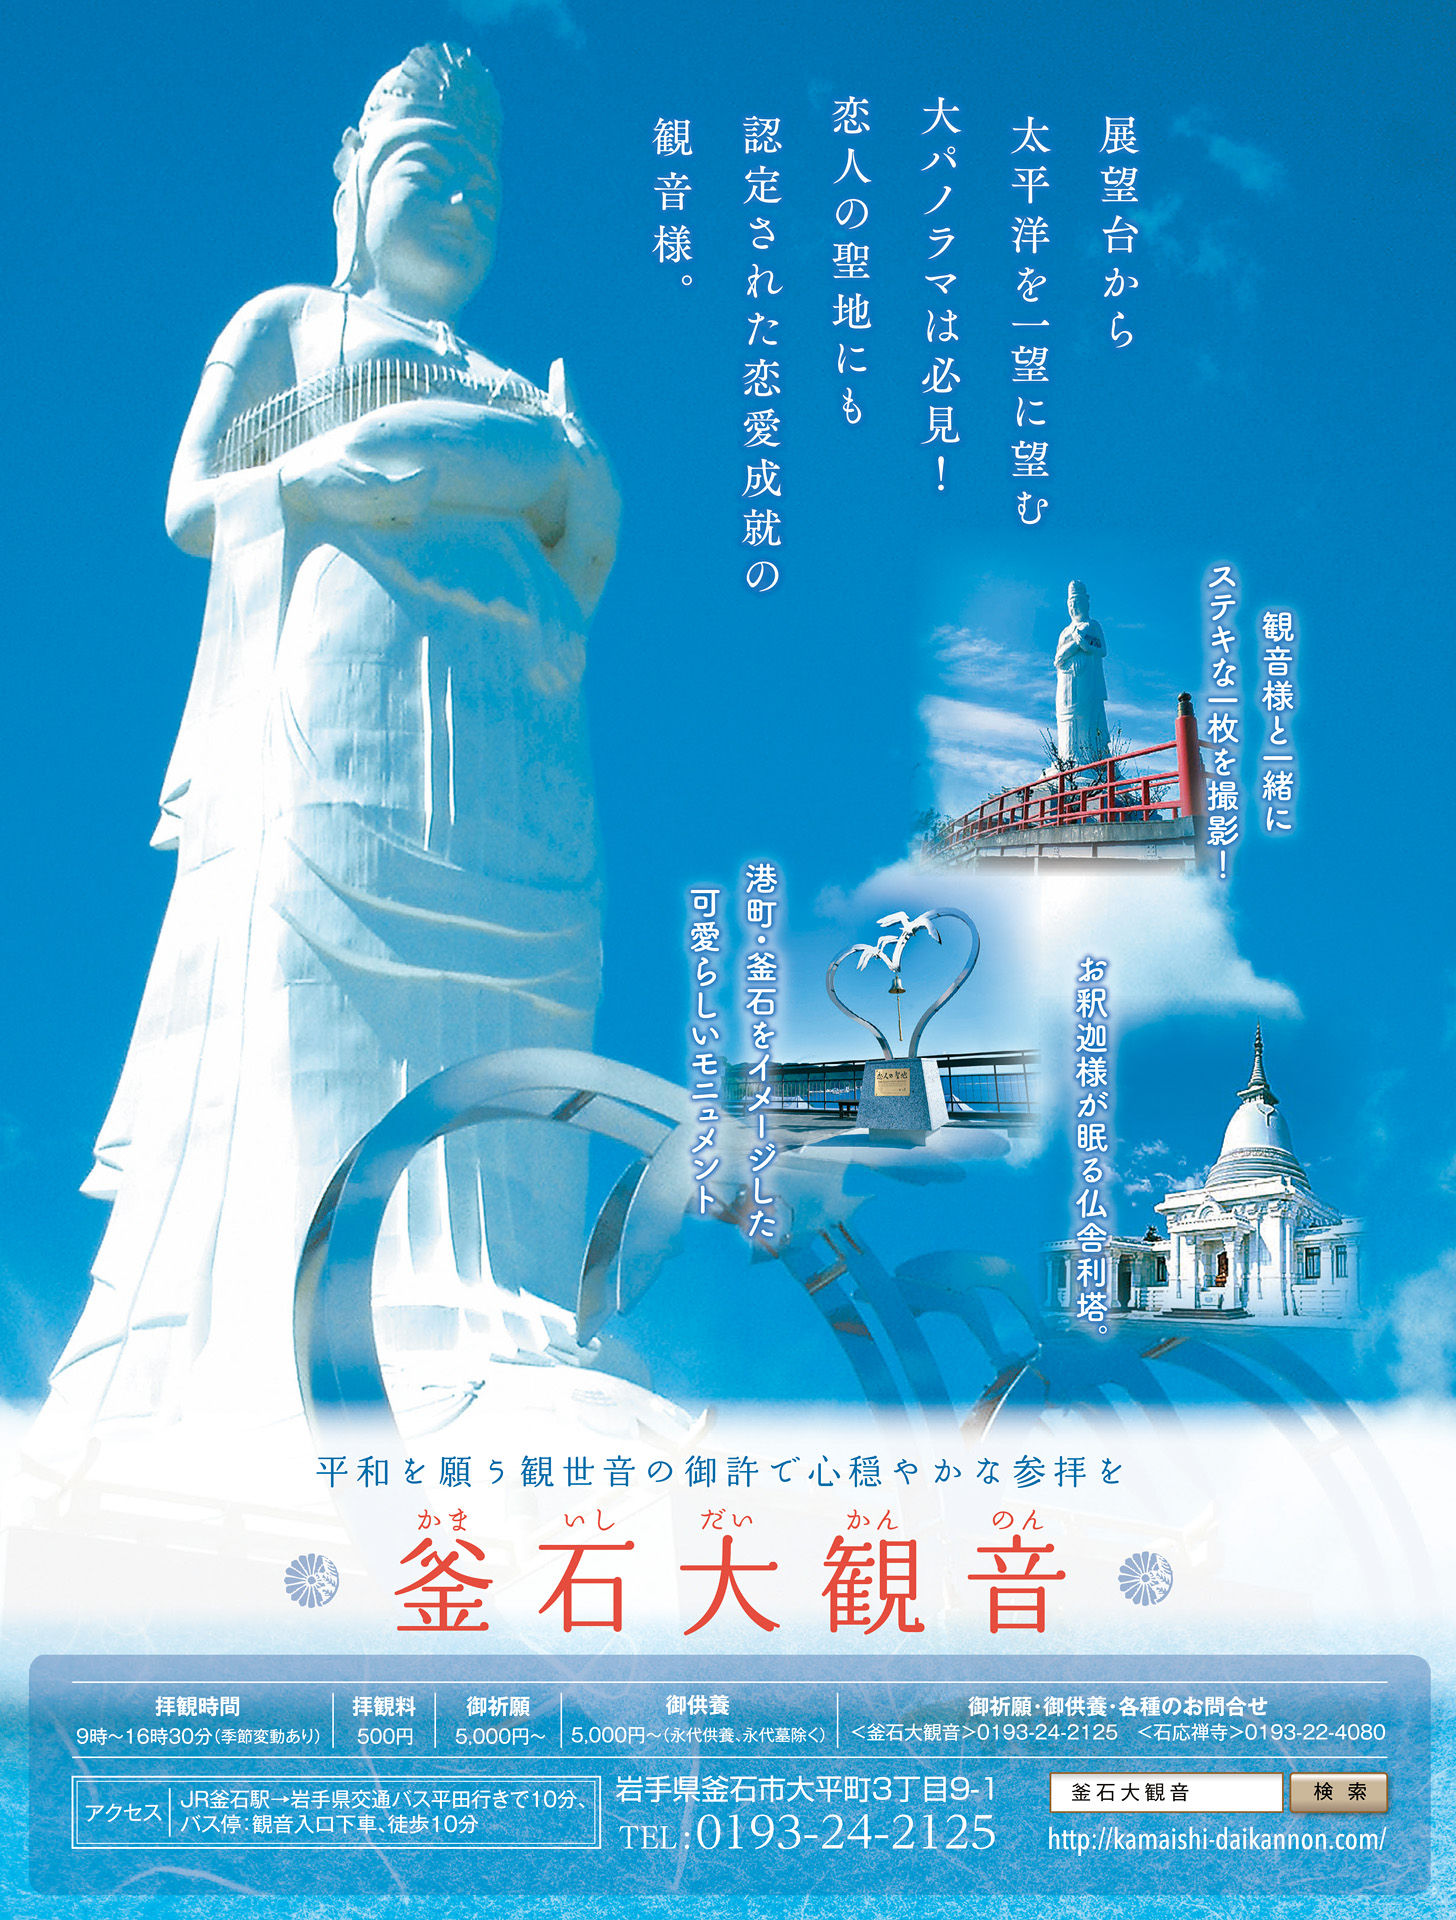 展望台から
太平洋を一望に望む
大パノラマは必見！
恋人の聖地にも
認定された恋愛成就の
観音様。
観音様と一緒に
ステキな一枚を撮影！
港町・釜石をイメージした
可愛らしいモニュメント
恋人の聖地
お釈迦様が眠る仏舎利塔。
平和を願う観世音の御許で心穏やかな参拝を
かま いし だい かん のん
釜石大観音
拝観時間
9時～16時30分（季節変動あり）
拝観料
500円
御祈願
5,000円～
御供養
5,000円～（永代供養、永代墓除く）
御祈願・御供養・各種のお問合せ
＜釜石大観音＞0193-24-2125 ＜石応禅寺＞0193-22-4080
アクセス
JR釜石駅→岩手県交通バス平田行きで10分、
バス停：観音入口下車、徒歩10分
岩手県釜石市大平町3丁目9-1
TEL：0193-24-2125
釜石大観音 検索
http://kamaishi-daikannon.com/